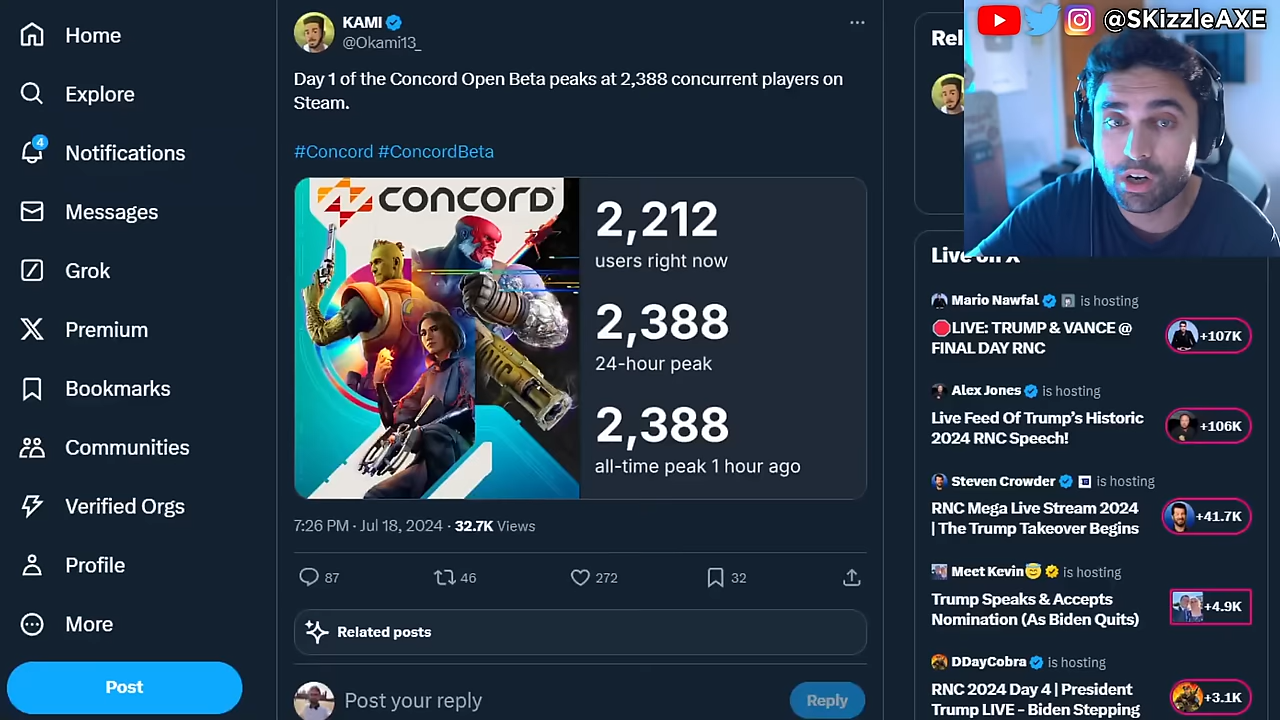 Home
Explore
4
Notifications
Messages
Grok
Premium
Bookmarks
Communities
Verified Orgs
Profile
More
Post
KAMI
@Okami13_
Day 1 of the Concord Open Beta peaks at 2,388 concurrent players on
Steam.
#Concord #ConcordBeta
CONCORD
2,212
users right now
2,388
24-hour peak
2,388
all-time peak 1 hour ago
7:26 PM · Jul 18, 2024 · 32.7K Views
87
46
272
32
Related posts
Post your reply
Reply
@SKizzleAXE
Rel
Live on X
Mario Nawfal is hosting
LIVE: TRUMP & VANCE @
FINAL DAY RNC
+107K
Alex Jones is hosting
Live Feed Of Trump's Historic
2024 RNC Speech!
+106K
Steven Crowder is hosting
RNC Mega Live Stream 2024
| The Trump Takeover Begins
+41.7K
Meet Kevin😇 is hosting
Trump Speaks & Accepts
Nomination (As Biden Quits)
+4.9K
DDayCobra is hosting
RNC 2024 Day 4 | President
Trump LIVE - Biden Stepping
+3.1K